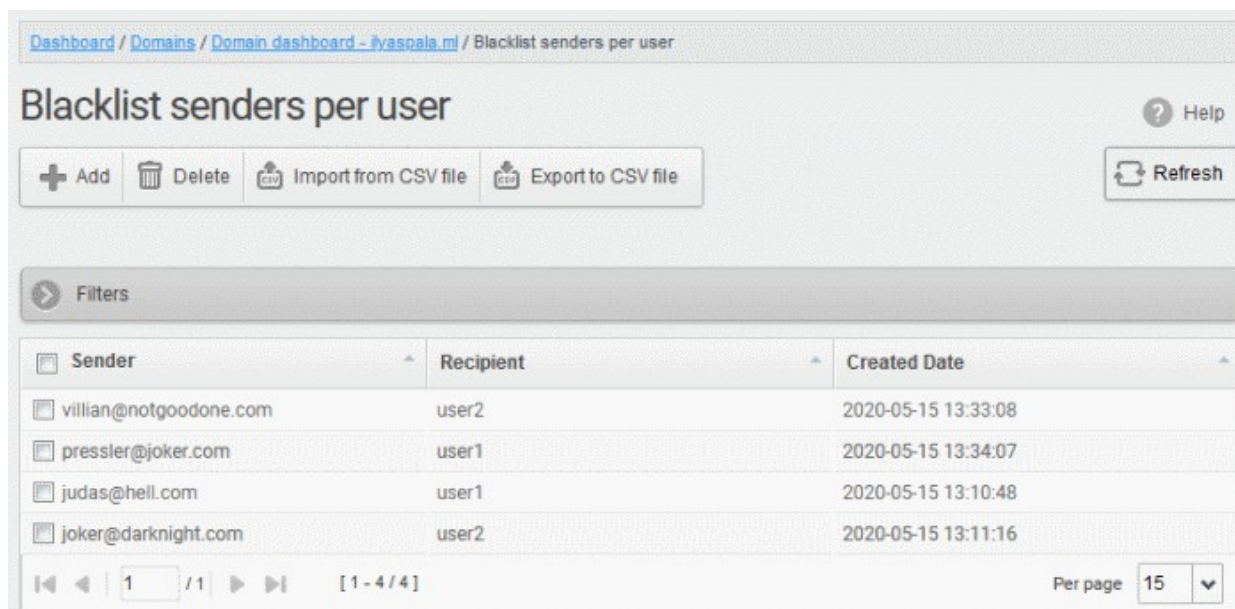 Dashboard / Domains / Domain dashboard - ilyaspala.ml / Blacklist senders per user
Blacklist senders per user
Help
Add Delete CSV Import from CSV file CSV Export to CSV file
Refresh
Filters
Sender Recipient Created Date
villian@notgoodone.com user2 2020-05-15 13:33:08
pressler@joker.com user1 2020-05-15 13:34:07
judas@hell.com user1 2020-05-15 13:10:48
joker@darknight.com user2 2020-05-15 13:11:16
1 / 1 [ 1 - 4 / 4 ] Per page 15